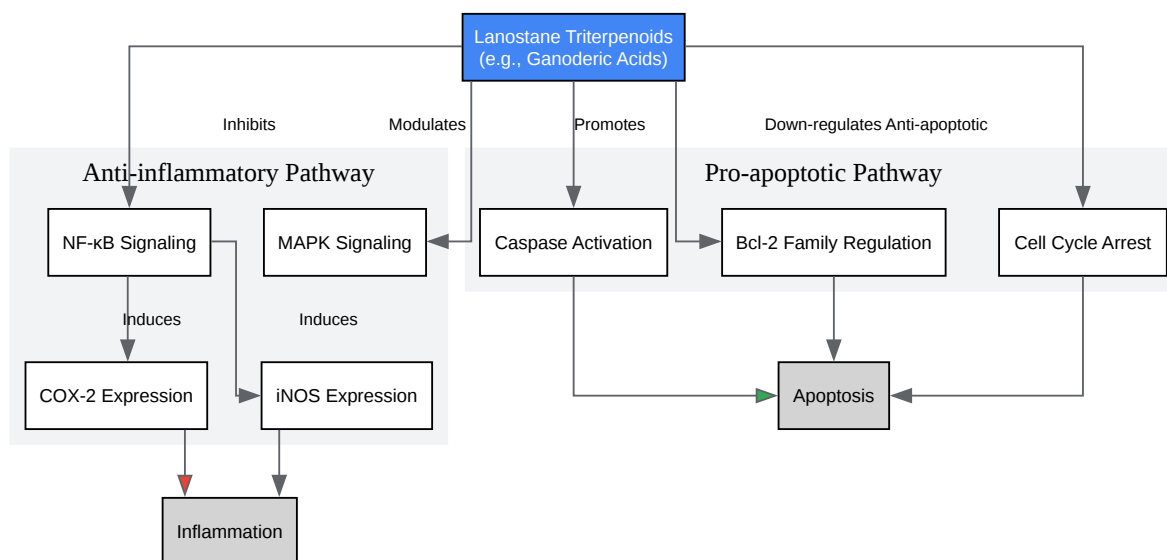 Lanostane Triterpenoids
(e.g., Ganoderic Acids)
Inhibits
Modulates
Promotes
Down-regulates Anti-apoptotic
Anti-inflammatory Pathway
Pro-apoptotic Pathway
NF-κB Signaling
MAPK Signaling
Caspase Activation
Bcl-2 Family Regulation
Cell Cycle Arrest
Induces
Induces
COX-2 Expression
iNOS Expression
Apoptosis
Inflammation